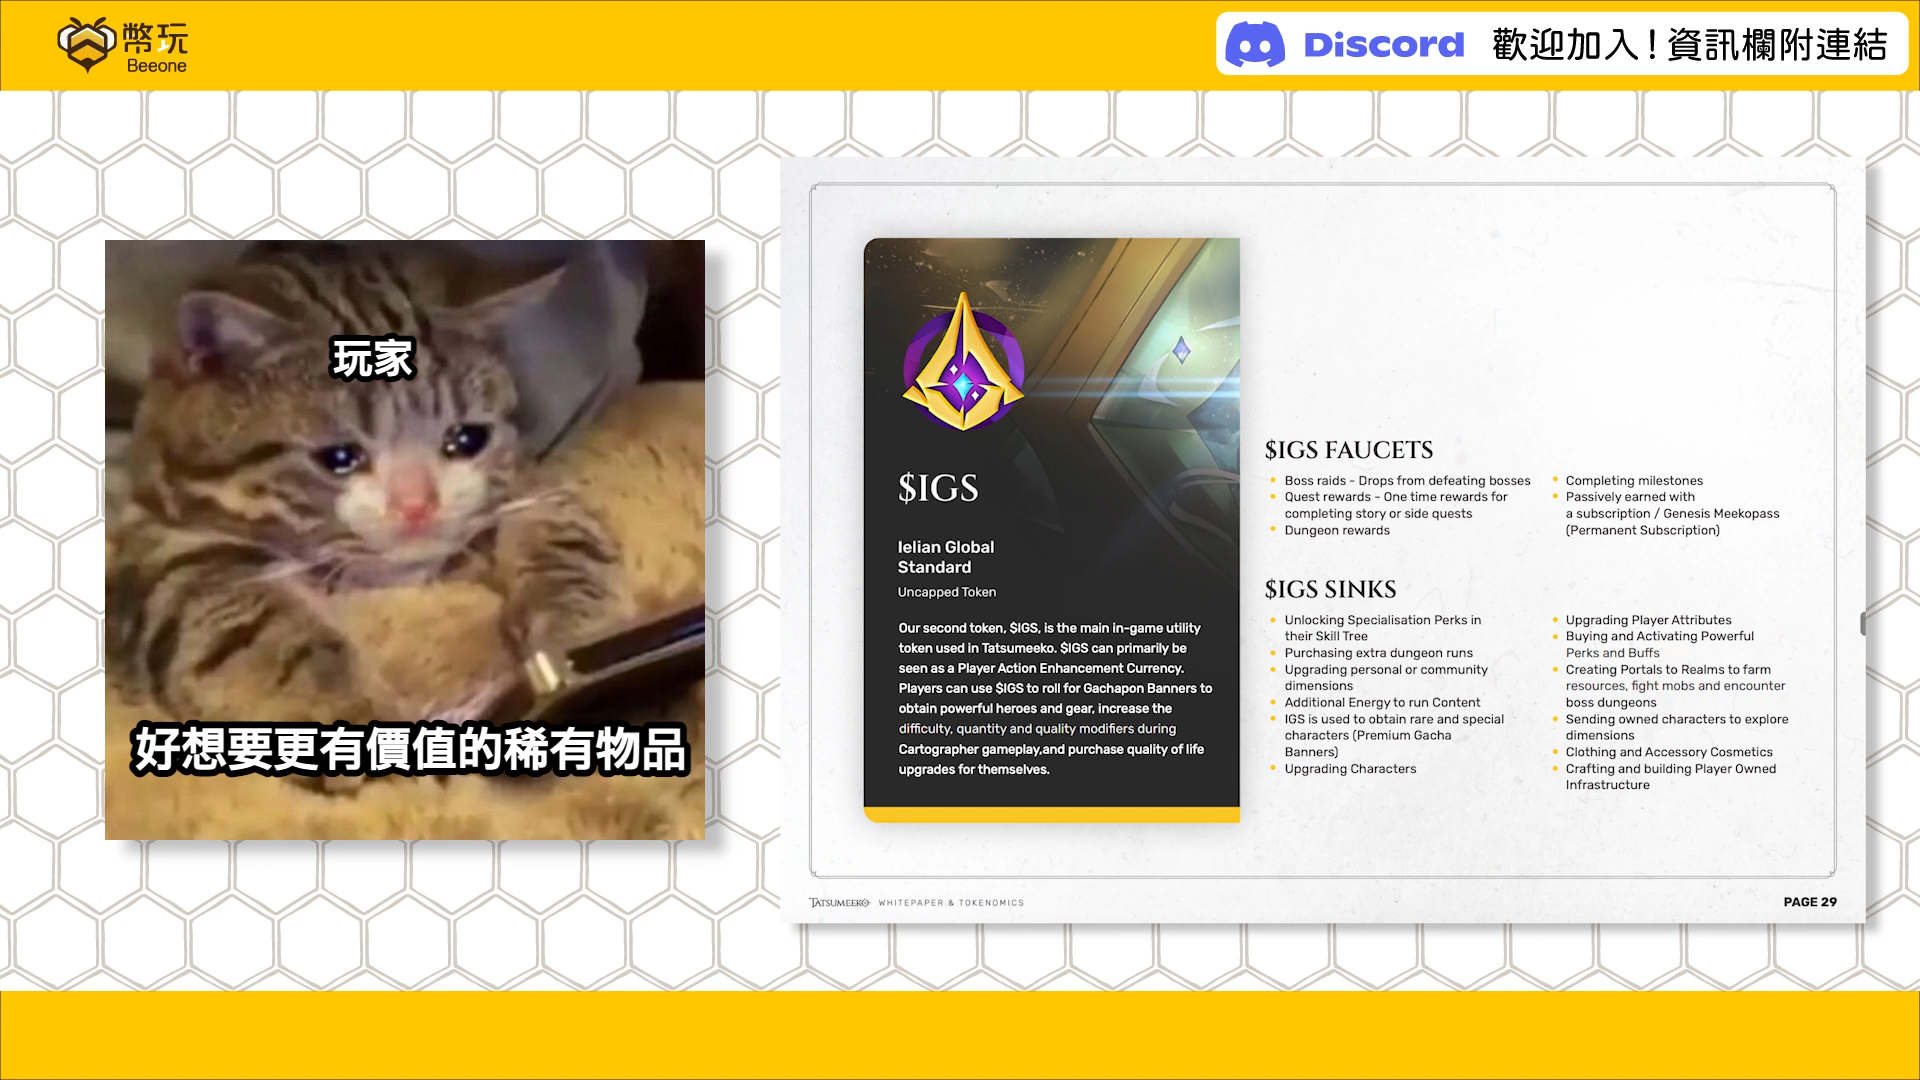 幣玩
Beeone
Discord 歡迎加入！資訊欄附連結
玩家
好想要更有價值的稀有物品
$IGS
Ielian Global
Standard
Uncapped Token
Our second token, $IGS, is the main in-game utility
token used in Tatsumeeko. $IGS can primarily be
seen as a Player Action Enhancement Currency.
Players can use $IGS to roll for Gachapon Banners to
obtain powerful heroes and gear, increase the
difficulty, quantity and quality modifiers during
Cartographer gameplay,and purchase quality of life
upgrades for themselves.
$IGS FAUCETS
Boss raids - Drops from defeating bosses
Quest rewards - One time rewards for
completing story or side quests
Dungeon rewards
Completing milestones
Passively earned with
a subscription / Genesis Meekopass
(Permanent Subscription)
$IGS SINKS
Unlocking Specialisation Perks in
their Skill Tree
Purchasing extra dungeon runs
Upgrading personal or community
dimensions
Additional Energy to run Content
IGS is used to obtain rare and special
characters (Premium Gacha
Banners)
Upgrading Characters
Upgrading Player Attributes
Buying and Activating Powerful
Perks and Buffs
Creating Portals to Realms to farm
resources, fight mobs and encounter
boss dungeons
Sending owned characters to explore
dimensions
Clothing and Accessory Cosmetics
Crafting and building Player Owned
Infrastructure
TATSUMEEKO WHITEPAPER & TOKENOMICS
PAGE 29